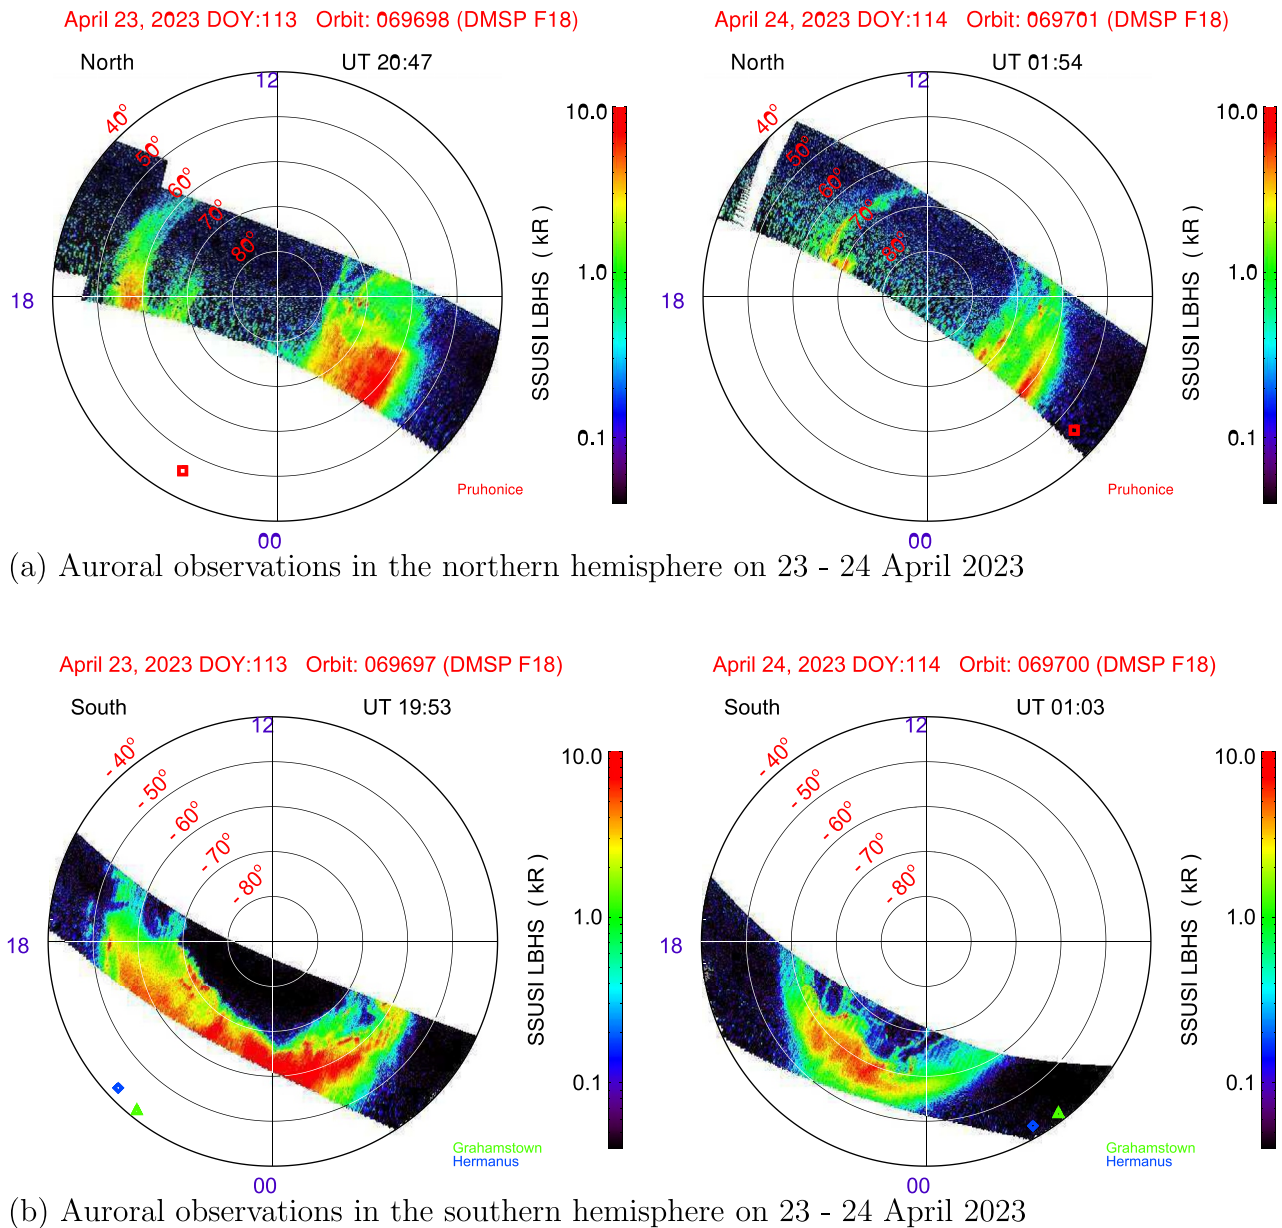 April 23, 2023 DOY:113 Orbit: 069698 (DMSP F18)
North UT 20:47
12
40°
50°
60°
70°
80°
18
00
10.0
1.0
0.1
SSUSI LBHS ( kR )
Pruhonice
April 24, 2023 DOY:114 Orbit: 069701 (DMSP F18)
North UT 01:54
12
40°
50°
60°
70°
80°
18
00
10.0
1.0
0.1
SSUSI LBHS ( kR )
Pruhonice
(a) Auroral observations in the northern hemisphere on 23 - 24 April 2023
April 23, 2023 DOY:113 Orbit: 069697 (DMSP F18)
South UT 19:53
12
- 40°
- 50°
- 60°
- 70°
- 80°
18
00
10.0
1.0
0.1
SSUSI LBHS ( kR )
Grahamstown
Hermanus
April 24, 2023 DOY:114 Orbit: 069700 (DMSP F18)
South UT 01:03
12
- 40°
- 50°
- 60°
- 70°
- 80°
18
00
10.0
1.0
0.1
SSUSI LBHS ( kR )
Grahamstown
Hermanus
(b) Auroral observations in the southern hemisphere on 23 - 24 April 2023